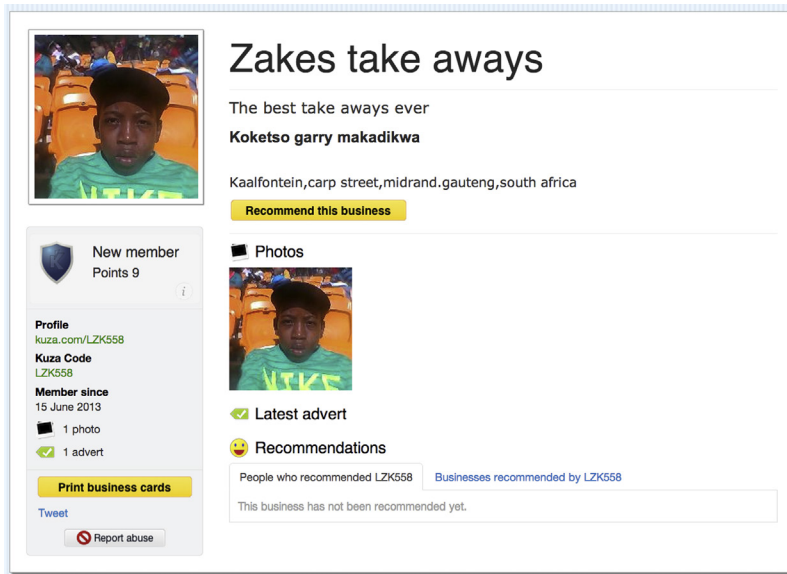 Zakes take aways
The best take aways ever
Koketso garry makadikwa
Kaalfontein,carp street,midrand.gauteng,south africa
Recommend this business
NIKE
K
New member
Points 9
i
Profile
kuza.com/LZK558
Kuza Code
LZK558
Member since
15 June 2013
1 photo
1 advert
Print business cards
Tweet
Report abuse
Photos
NIKE
Latest advert
Recommendations
People who recommended LZK558
Businesses recommended by LZK558
This business has not been recommended yet.